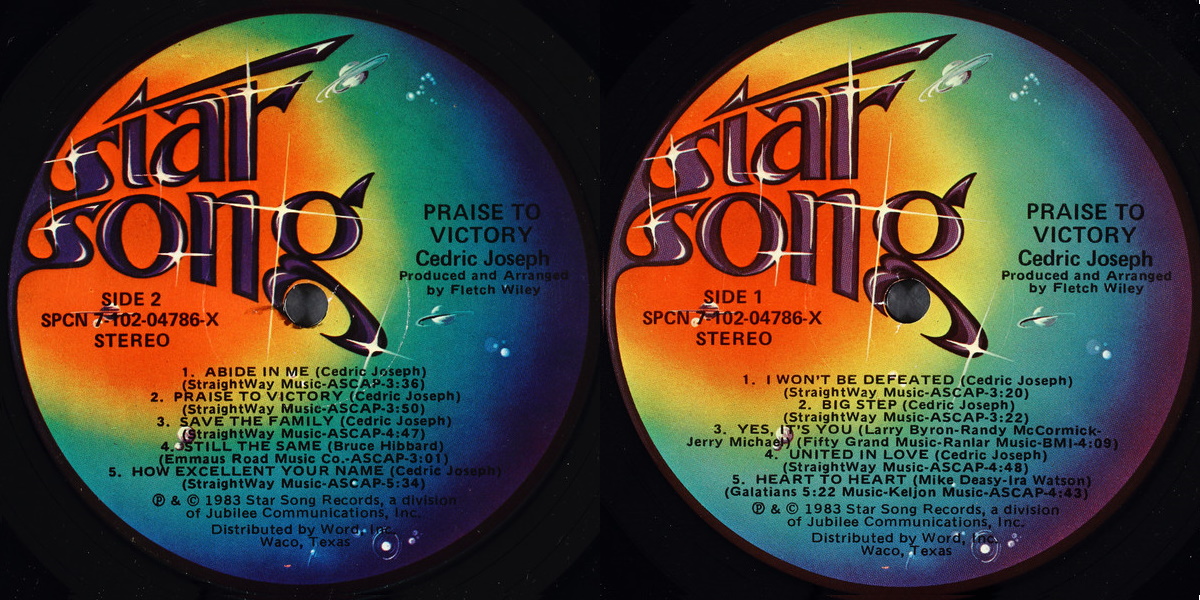 star
song
PRAISE TO
VICTORY
Cedric Joseph
Produced and Arranged
by Fletch Wiley
SIDE 2
SPCN 7-102-04786-X
STEREO
1. ABIDE IN ME (Cedric Joseph)
(StraightWay Music-ASCAP-3:36)
2. PRAISE TO VICTORY (Cedric Joseph)
(StraightWay Music-ASCAP-3:50)
3. SAVE THE FAMILY (Cedric Joseph)
(StraightWay Music-ASCAP-4:47)
4. STILL THE SAME (Bruce Hibbard)
(Emmaus Road Music Co.-ASCAP-3:01)
5. HOW EXCELLENT YOUR NAME (Cedric Joseph)
(StraightWay Music-ASCAP-5:34)
℗ & © 1983 Star Song Records, a division
of Jubilee Communications, Inc.
Distributed by Word, Inc.
Waco, Texas
star
song
PRAISE TO
VICTORY
Cedric Joseph
Produced and Arranged
by Fletch Wiley
SIDE 1
SPCN 7-102-04786-X
STEREO
1. I WON'T BE DEFEATED (Cedric Joseph)
(StraightWay Music-ASCAP-3:20)
2. BIG STEP (Cedric Joseph)
(StraightWay Music-ASCAP-3:22)
3. YES, IT'S YOU (Larry Byron-Randy McCormick-
Jerry Michael) (Fifty Grand Music-Ranlar Music-BMI-4:09)
4. UNITED IN LOVE (Cedric Joseph)
(StraightWay Music-ASCAP-4:48)
5. HEART TO HEART (Mike Deasy-Ira Watson)
(Galatians 5:22 Music-Keljon Music-ASCAP-4:43)
℗ & © 1983 Star Song Records, a division
of Jubilee Communications, Inc.
Distributed by Word, Inc.
Waco, Texas